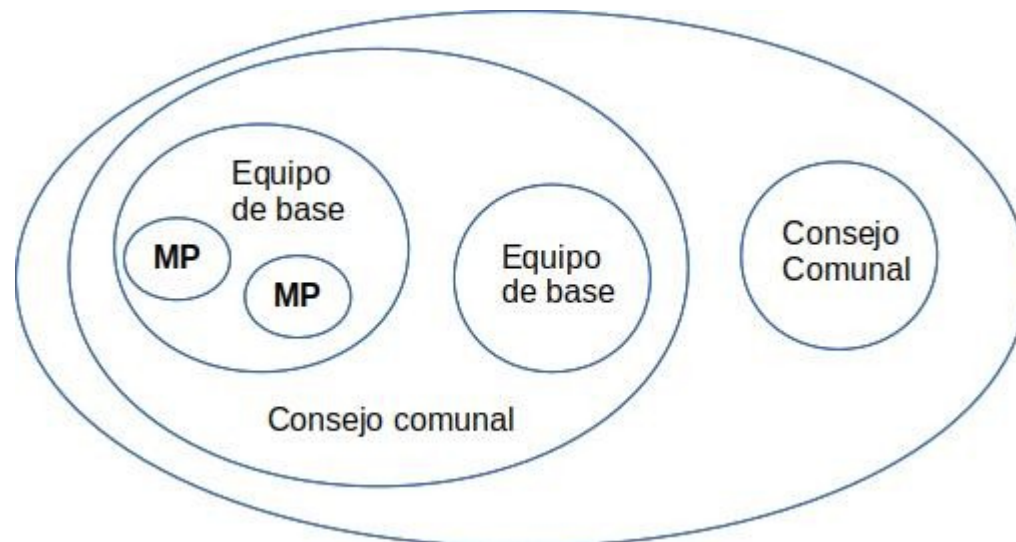 Equipo
de base
MP
MP
Equipo
de base
Consejo
Comunal
Consejo comunal